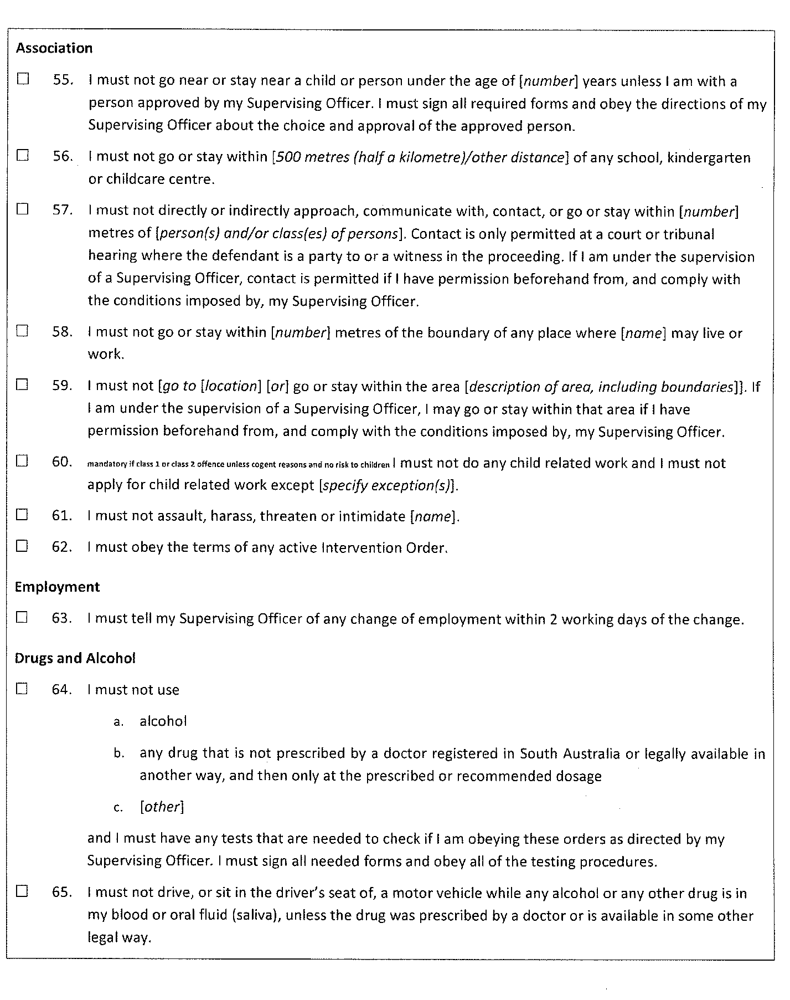 Association
☐ 55. I must not go near or stay near a child or person under the age of [number] years unless I am with a
person approved by my Supervising Officer. I must sign all required forms and obey the directions of my
Supervising Officer about the choice and approval of the approved person.
☐ 56. I must not go or stay within [500 metres (half a kilometre)/other distance] of any school, kindergarten
or childcare centre.
☐ 57. I must not directly or indirectly approach, communicate with, contact, or go or stay within [number]
metres of [person(s) and/or class(es) of persons]. Contact is only permitted at a court or tribunal
hearing where the defendant is a party to or a witness in the proceeding. If I am under the supervision
of a Supervising Officer, contact is permitted if I have permission beforehand from, and comply with
the conditions imposed by, my Supervising Officer.
☐ 58. I must not go or stay within [number] metres of the boundary of any place where [name] may live or
work.
☐ 59. I must not [go to [location] [or] go or stay within the area [description of area, including boundaries]]. If
I am under the supervision of a Supervising Officer, I may go or stay within that area if I have
permission beforehand from, and comply with the conditions imposed by, my Supervising Officer.
☐ 60. mandatory if class 1 or class 2 offence unless cogent reasons and no risk to children I must not do any child related work and I must not
apply for child related work except [specify exception(s)].
☐ 61. I must not assault, harass, threaten or intimidate [name].
☐ 62. I must obey the terms of any active Intervention Order.
Employment
☐ 63. I must tell my Supervising Officer of any change of employment within 2 working days of the change.
Drugs and Alcohol
☐ 64. I must not use
a. alcohol
b. any drug that is not prescribed by a doctor registered in South Australia or legally available in
another way, and then only at the prescribed or recommended dosage
c. [other]
and I must have any tests that are needed to check if I am obeying these orders as directed by my
Supervising Officer. I must sign all needed forms and obey all of the testing procedures.
☐ 65. I must not drive, or sit in the driver's seat of, a motor vehicle while any alcohol or any other drug is in
my blood or oral fluid (saliva), unless the drug was prescribed by a doctor or is available in some other
legal way.